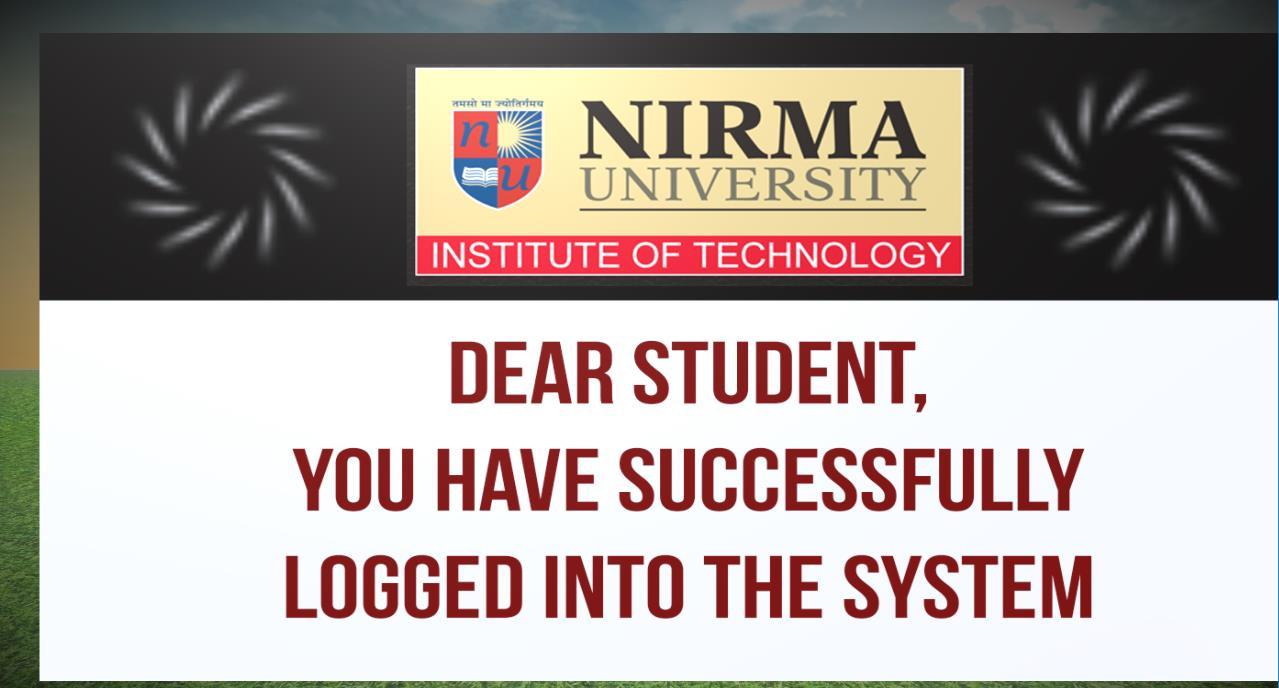 तमसो मा ज्योतिर्गमय
n
u
NIRMA
UNIVERSITY
INSTITUTE OF TECHNOLOGY
DEAR STUDENT,
YOU HAVE SUCCESSFULLY
LOGGED INTO THE SYSTEM